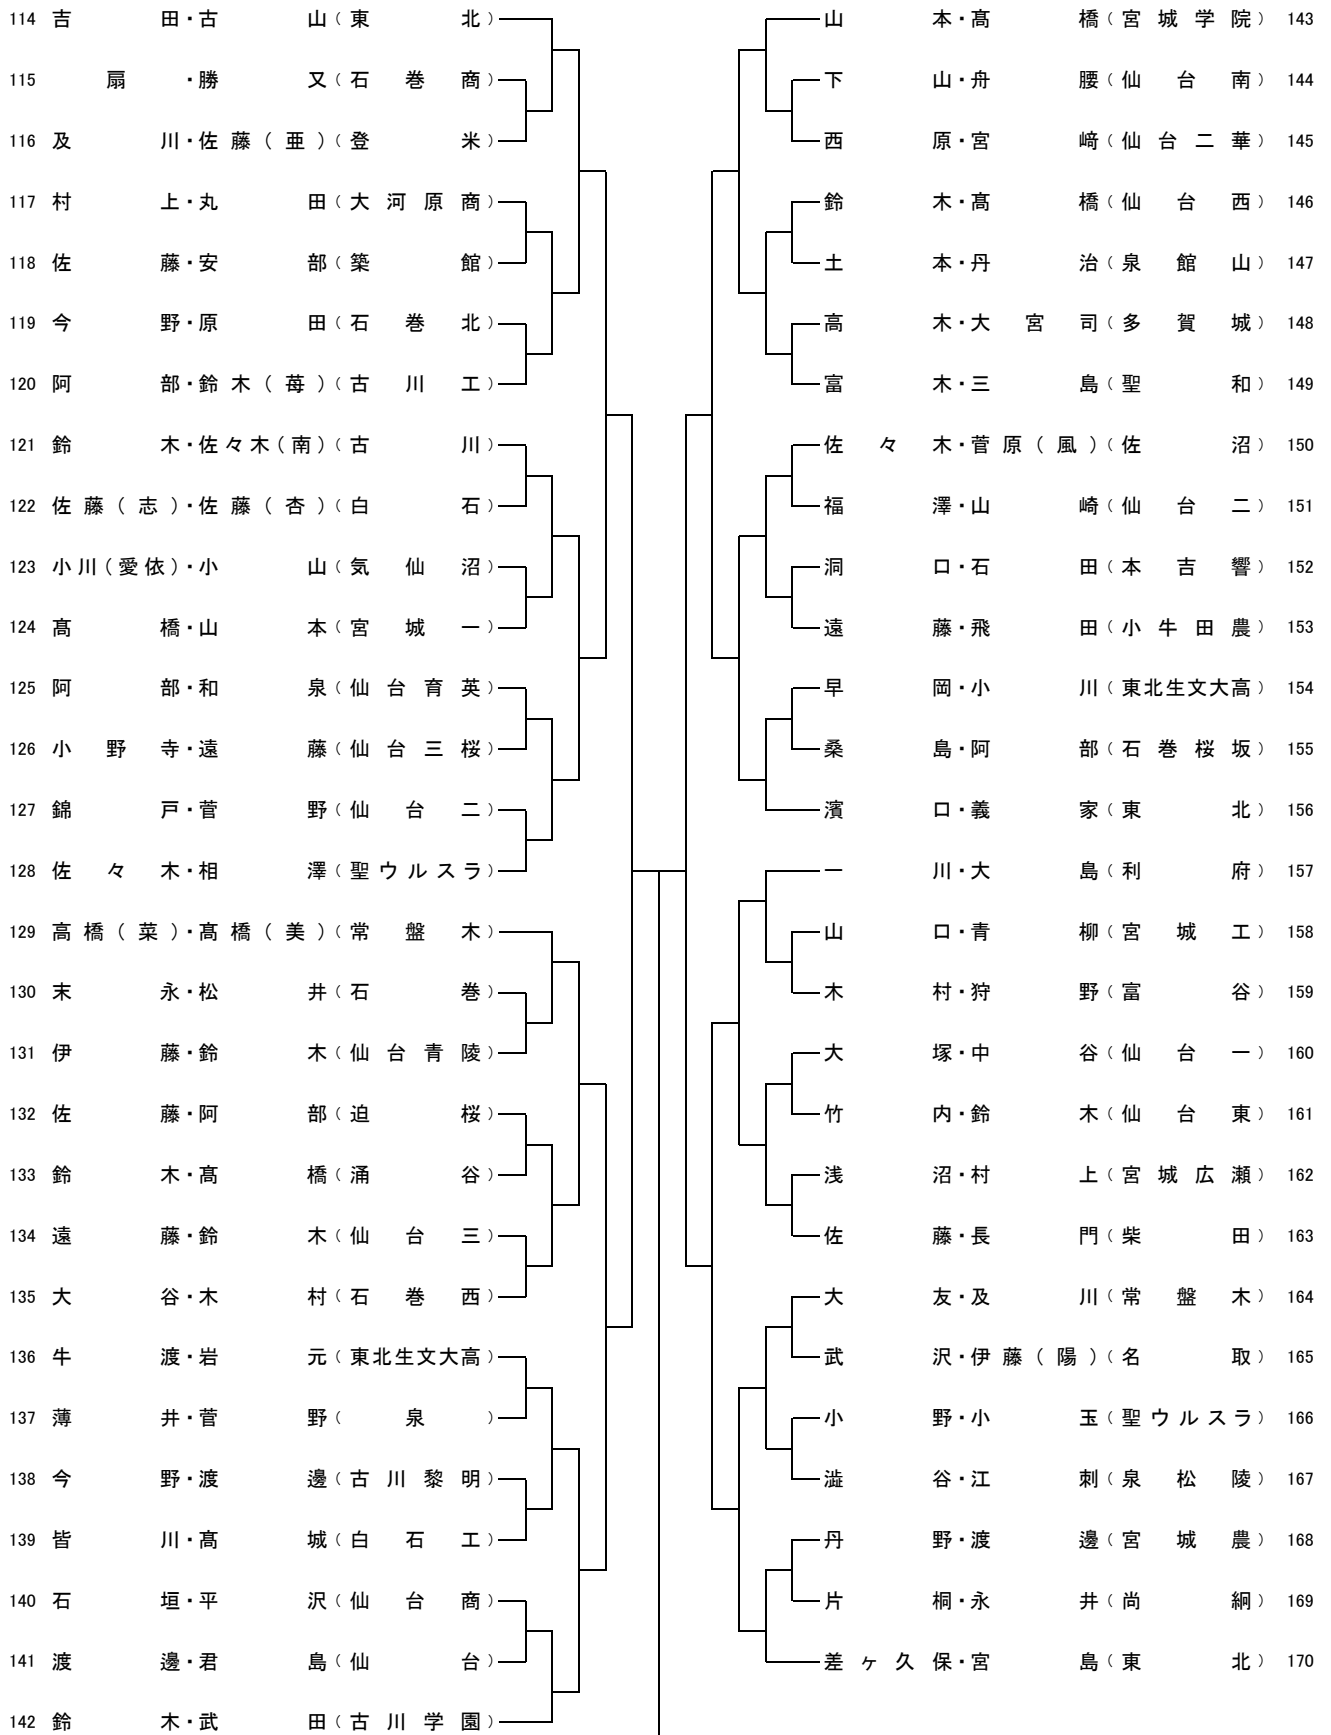 114 吉田・古山（東北）
115 扇・勝又（石巻商）
116 及川・佐藤(亜)（登米）
117 村上・丸田（大河原商）
118 佐藤・安部（築館）
119 今野・原田（石巻北）
120 阿部・鈴木(苺)（古川工）
121 鈴木・佐々木(南)（古川）
122 佐藤(志)・佐藤(杏)（白石）
123 小川(愛依)・小山（気仙沼）
124 髙橋・山本（宮城一）
125 阿部・和泉（仙台育英）
126 小野寺・遠藤（仙台三桜）
127 錦戸・菅野（仙台二）
128 佐々木・相澤（聖ウルスラ）
129 高橋(菜)・髙橋(美)（常盤木）
130 末永・松井（石巻）
131 伊藤・鈴木（仙台青陵）
132 佐藤・阿部（迫桜）
133 鈴木・髙橋（涌谷）
134 遠藤・鈴木（仙台三）
135 大谷・木村（石巻西）
136 牛渡・岩元（東北生文大高）
137 薄井・菅野（泉）
138 今野・渡邊（古川黎明）
139 皆川・髙城（白石工）
140 石垣・平沢（仙台商）
141 渡邊・君島（仙台）
142 鈴木・武田（古川学園）
山本・髙橋（宮城学院） 143
下山・舟腰（仙台南） 144
西原・宮﨑（仙台二華） 145
鈴木・髙橋（仙台西） 146
土本・丹治（泉館山） 147
高木・大宮司（多賀城） 148
富木・三島（聖和） 149
佐々木・菅原(風)（佐沼） 150
福澤・山崎（仙台二） 151
洞口・石田（本吉響） 152
遠藤・飛田（小牛田農） 153
早岡・小川（東北生文大高） 154
桑島・阿部（石巻桜坂） 155
濱口・義家（東北） 156
一川・大島（利府） 157
山口・青柳（宮城工） 158
木村・狩野（富谷） 159
大塚・中谷（仙台一） 160
竹内・鈴木（仙台東） 161
浅沼・村上（宮城広瀬） 162
佐藤・長門（柴田） 163
大友・及川（常盤木） 164
武沢・伊藤(陽)（名取） 165
小野・小玉（聖ウルスラ） 166
澁谷・江刺（泉松陵） 167
丹野・渡邊（宮城農） 168
片桐・永井（尚絅） 169
差ヶ久保・宮島（東北） 170